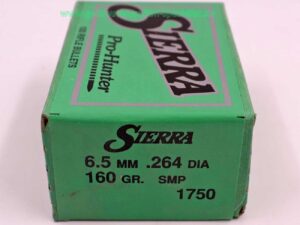 SIERRA
Pro-Hunter
100 RIFLE BULLETS
SIERRA
6.5 MM .264 DIA
160 GR. SMP
1750